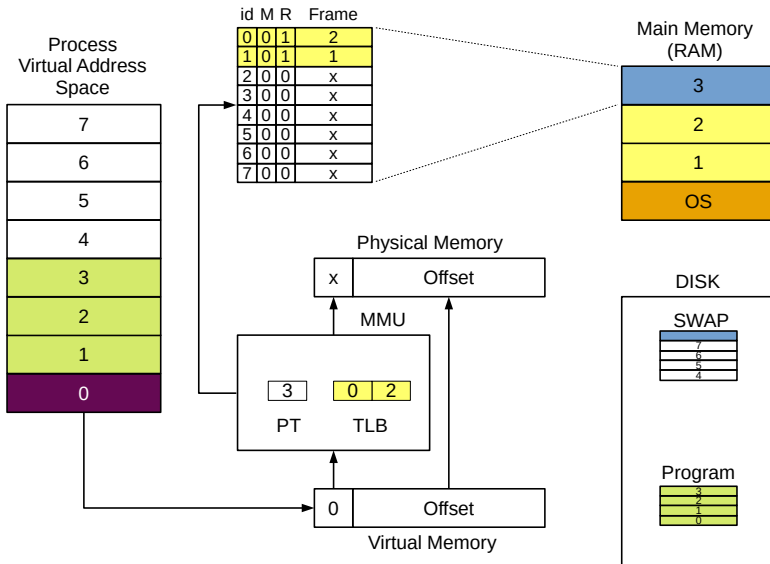 Process
Virtual Address
Space
7
6
5
4
3
2
1
0
id M R Frame
0 0 1 2
1 0 1 1
2 0 0 x
3 0 0 x
4 0 0 x
5 0 0 x
6 0 0 x
7 0 0 x
Main Memory
(RAM)
3
2
1
OS
Physical Memory
x Offset
MMU
3 0 2
PT TLB
0 Offset
Virtual Memory
DISK
SWAP
7
6
5
4
Program
3
2
1
0